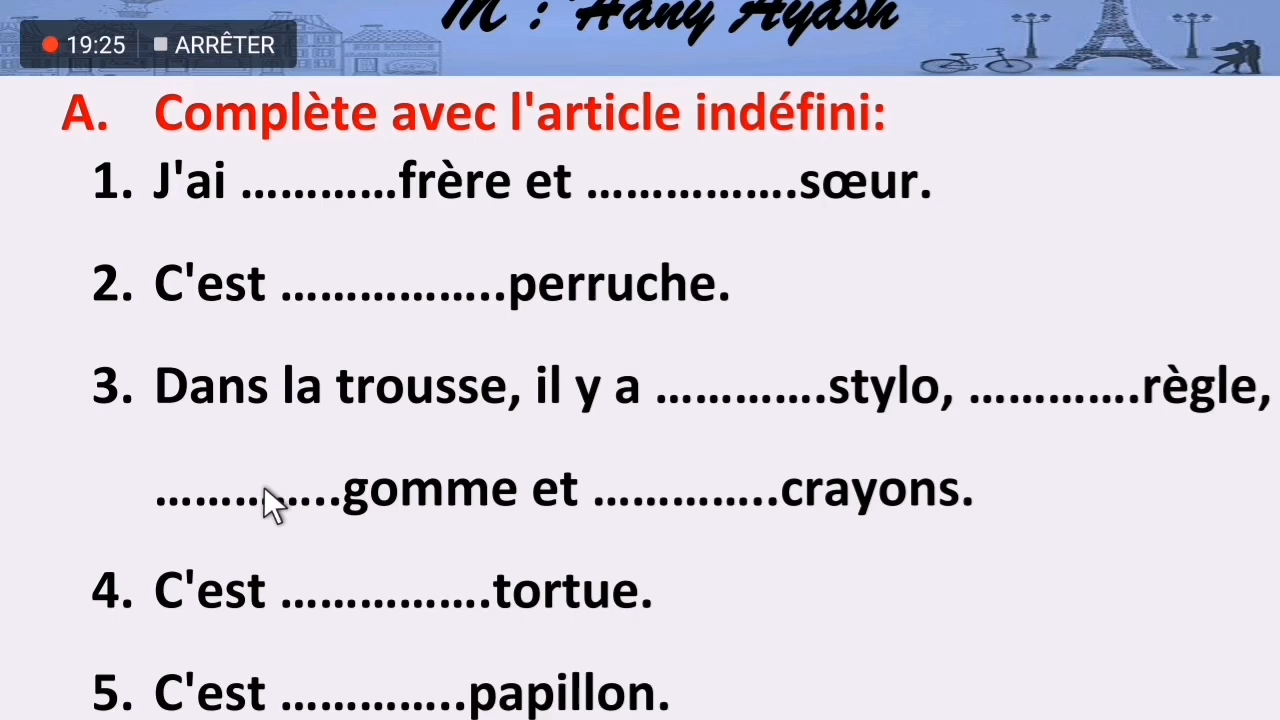 M : Hany Ayash
19:25 ARRÊTER
A. Complète avec l'article indéfini:
1. J'ai …………frère et …………….sœur.
2. C'est ……………..perruche.
3. Dans la trousse, il y a ………….stylo, ………….règle,
…………..gomme et …………..crayons.
4. C'est …………….tortue.
5. C'est …………..papillon.